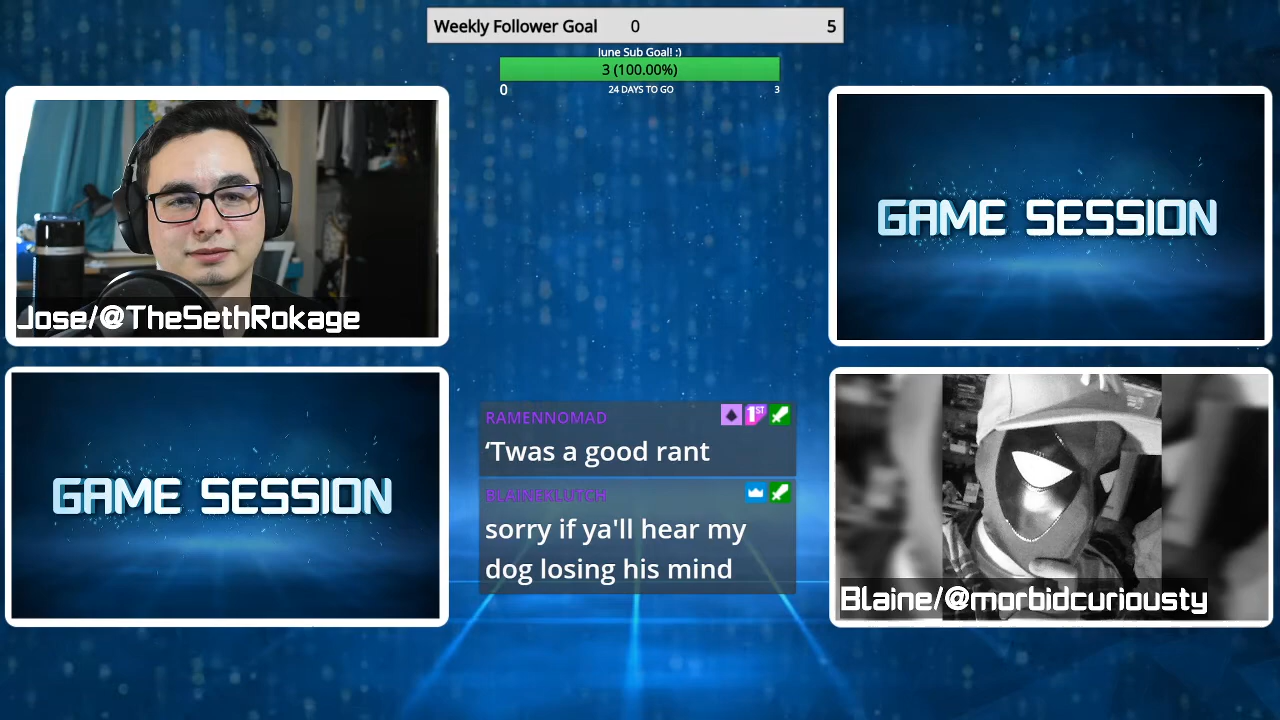 Weekly Follower Goal 0 5
June Sub Goal! :)
3 (100.00%)
0 24 DAYS TO GO 3
Jose/@TheSethRokage
GAME SESSION
GAME SESSION
RAMENNOMAD 1ST
‘Twas a good rant
BLAINEKLUTCH
sorry if ya'll hear my
dog losing his mind
Blaine/@morbidcuriousty